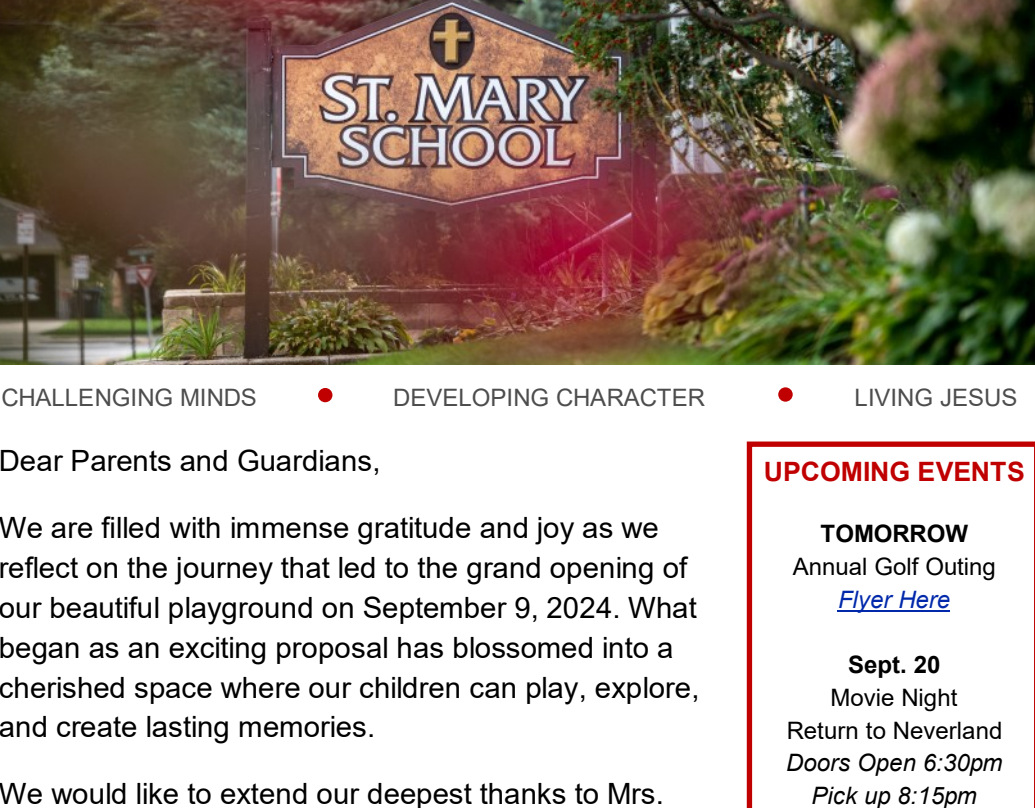 ST. MARY
SCHOOL
CHALLENGING MINDS • DEVELOPING CHARACTER • LIVING JESUS
Dear Parents and Guardians,
We are filled with immense gratitude and joy as we
reflect on the journey that led to the grand opening of
our beautiful playground on September 9, 2024. What
began as an exciting proposal has blossomed into a
cherished space where our children can play, explore,
and create lasting memories.
We would like to extend our deepest thanks to Mrs.
UPCOMING EVENTS
TOMORROW
Annual Golf Outing
Flyer Here
Sept. 20
Movie Night
Return to Neverland
Doors Open 6:30pm
Pick up 8:15pm